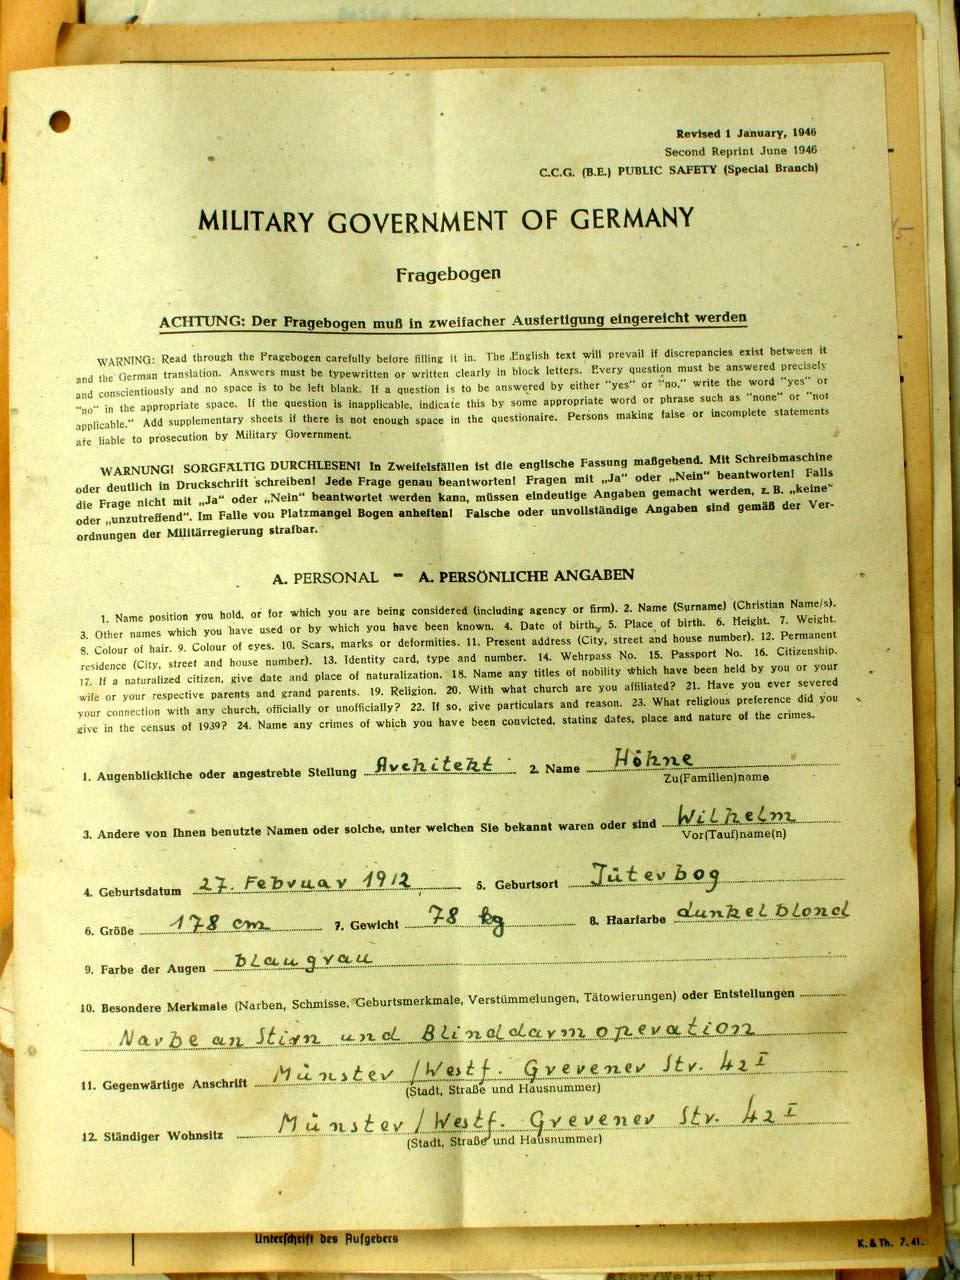 Revised 1 January, 1946
Second Reprint June 1946
C.C.G. (B.E.) PUBLIC SAFETY (Special Branch)
MILITARY GOVERNMENT OF GERMANY
Fragebogen
ACHTUNG: Der Fragebogen muß in zweifacher Ausfertigung eingereicht werden
WARNING: Read through the Fragebogen carefully before filling it in. The English text will prevail if discrepancies exist between it
and the German translation. Answers must be typewritten or written clearly in block letters. Every question must be answered precisely
and conscientiously and no space is to be left blank. If a question is to be answered by either "yes" or "no," write the word "yes" or
"no" in the appropriate space. If the question is inapplicable, indicate this by some appropriate word or phrase such as "none" or "not
applicable." Add supplementary sheets if there is not enough space in the questionaire. Persons making false or incomplete statements
are liable to prosecution by Military Government.
WARNUNG! SORGFÄLTIG DURCHLESEN! In Zweifelsfällen ist die englische Fassung maßgebend. Mit Schreibmaschine
oder deutlich in Druckschrift schreiben! Jede Frage genau beantworten! Fragen mit „Ja" oder „Nein" beantworten! Falls
die Frage nicht mit „Ja" oder „Nein" beantwortet werden kann, müssen eindeutige Angaben gemacht werden, z. B. „keine"
oder „unzutreffend". Im Falle von Platzmangel Bogen anheften! Falsche oder unvollständige Angaben sind gemäß der Ver-
ordnungen der Militärregierung strafbar.
A. PERSONAL - A. PERSÖNLICHE ANGABEN
1. Name position you hold, or for which you are being considered (including agency or firm). 2. Name (Surname) (Christian Name/s).
3. Other names which you have used or by which you have been known. 4. Date of birth. 5. Place of birth. 6. Height. 7. Weight.
8. Colour of hair. 9. Colour of eyes. 10. Scars, marks or deformities. 11. Present address (City, street and house number). 12. Permanent
residence (City, street and house number). 13. Identity card, type and number. 14. Wehrpass No. 15. Passport No. 16. Citizenship.
17. If a naturalized citizen, give date and place of naturalization. 18. Name any titles of nobility which have been held by you or your
wife or your respective parents and grand parents. 19. Religion. 20. With what church are you affiliated? 21. Have you ever severed
your connection with any church, officially or unofficially? 22. If so, give particulars and reason. 23. What religious preference did you
give in the census of 1939? 24. Name any crimes of which you have been convicted, stating dates, place and nature of the crimes.
1. Augenblickliche oder angestrebte Stellung Architekt 2. Name Höhne
Zu(Familien)name
3. Andere von Ihnen benutzte Namen oder solche, unter welchen Sie bekannt waren oder sind Wilhelm
Vor(Tauf)name(n)
4. Geburtsdatum 27. Februar 1912 5. Geburtsort Jüterbog
6. Größe 178 cm 7. Gewicht 78 kg 8. Haarfarbe dunkelblond
9. Farbe der Augen blaugrau
10. Besondere Merkmale (Narben, Schmisse, Geburtsmerkmale, Verstümmelungen, Tätowierungen) oder Entstellungen
Narbe an Stirn und Blinddarmoperation
11. Gegenwärtige Anschrift Münster/Westf. Grevener Str. 42 I
(Stadt, Straße und Hausnummer)
12. Ständiger Wohnsitz Münster/Westf. Grevener Str. 42 I
(Stadt, Straße und Hausnummer)
Unterschrift des Aufgebers
K. & Th. 7. 41.